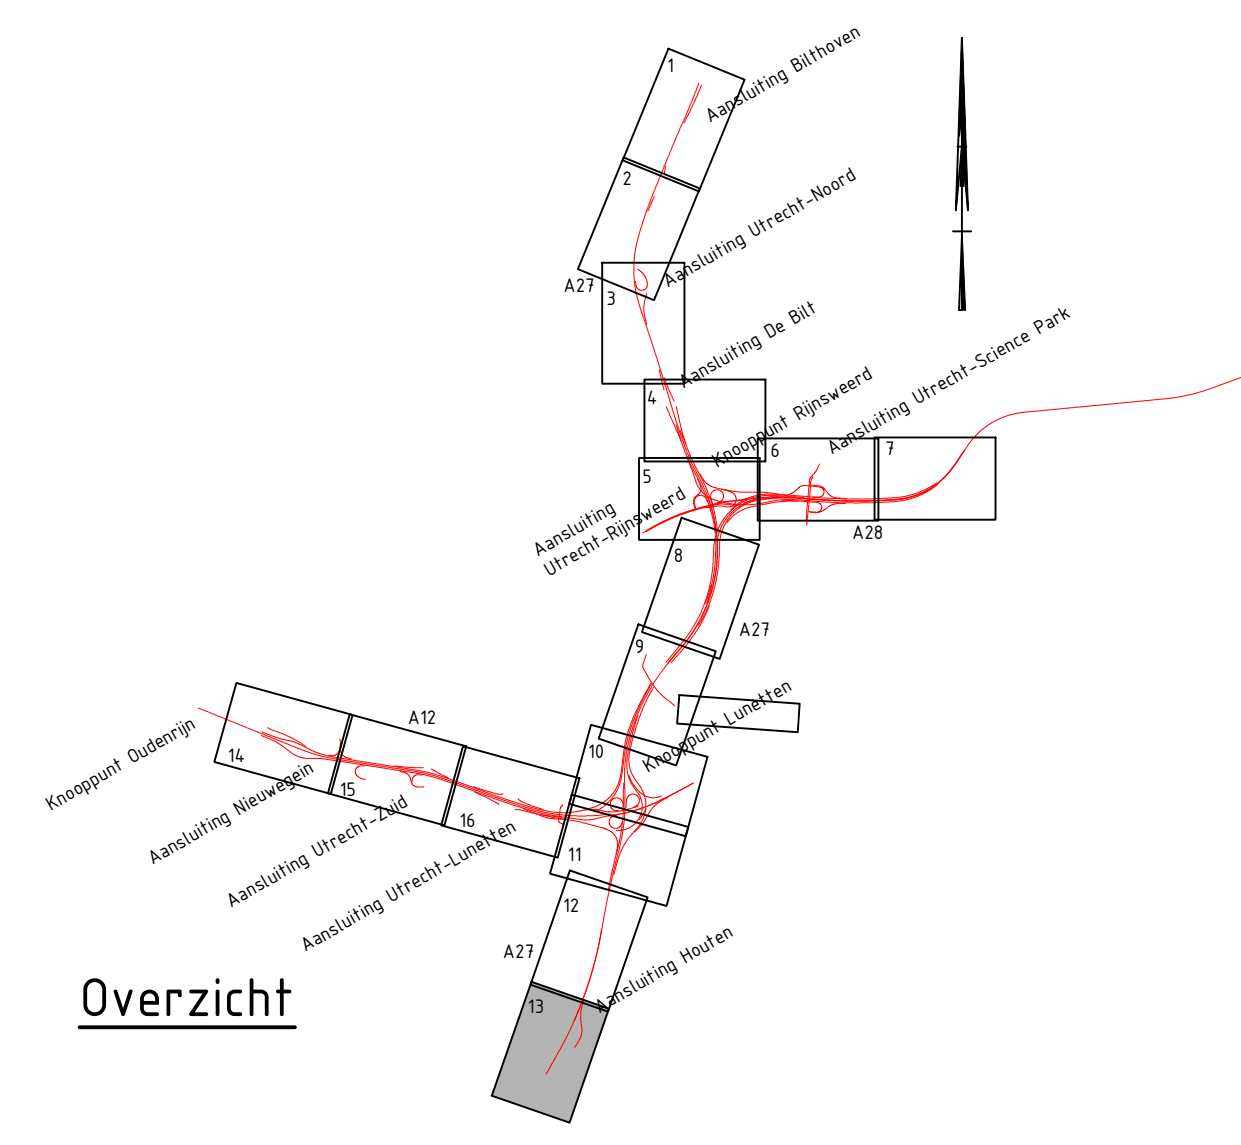 1
Aansluiting Bilthoven
2
Aansluiting Utrecht-Noord
A27
3
Aansluiting De Bilt
4
Knooppunt Rijnsweerd
Aansluiting Utrecht-Science Park
5
6
7
Aansluiting
Utrecht-Rijnsweerd
A28
8
A27
9
Knooppunt Lunetten
10
A12
Knooppunt Oudenrijn
14
Aansluiting Nieuwegein
15
Aansluiting Utrecht-Zuid
16
Aansluiting Utrecht-Lunetten
11
12
A27
Aansluiting Houten
13
Overzicht